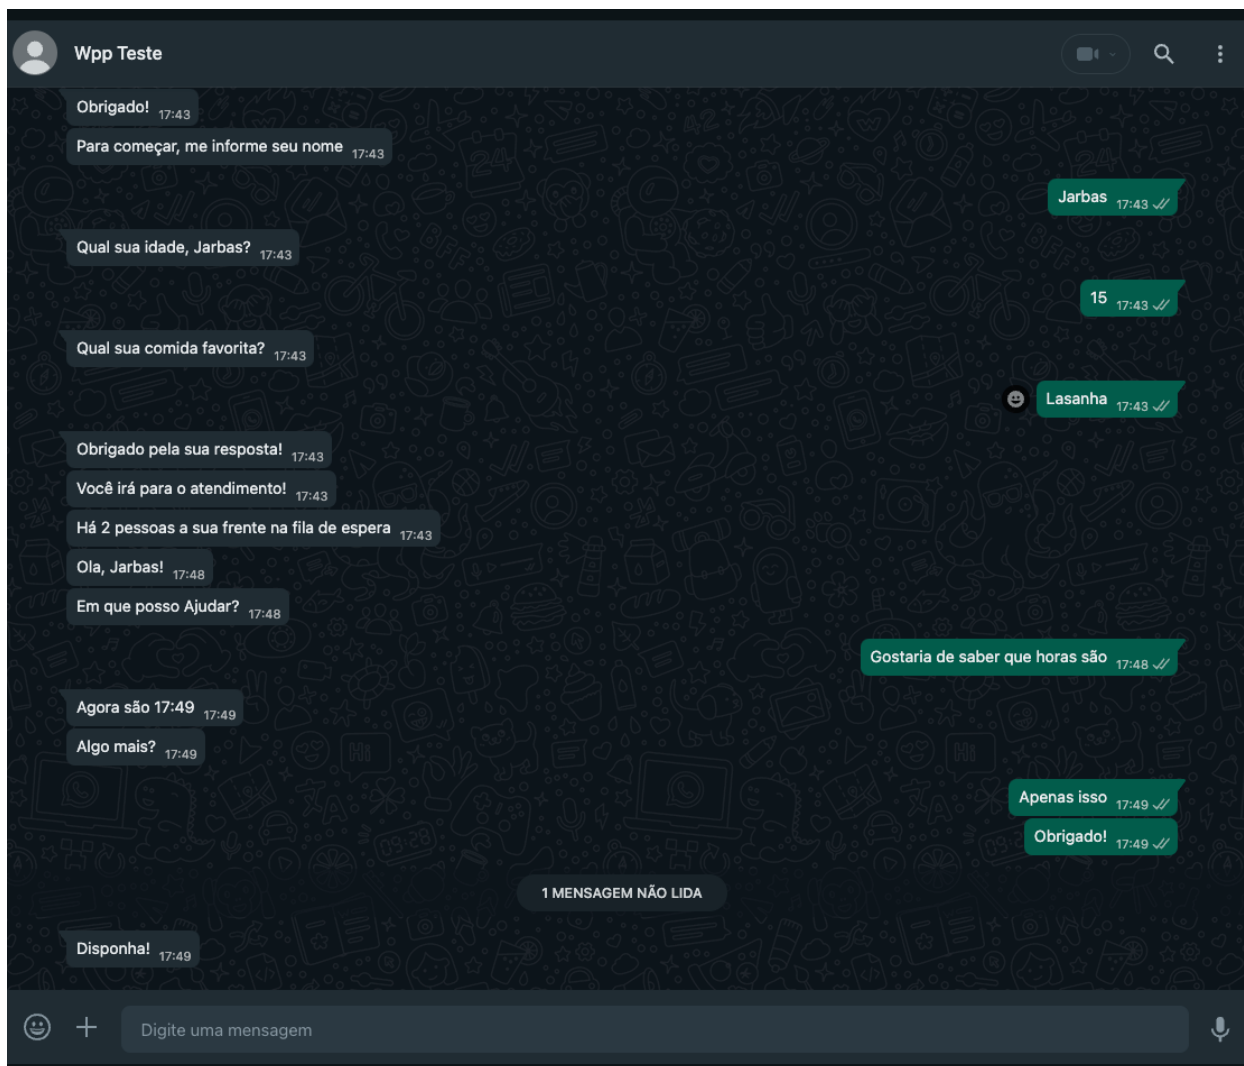 Wpp Teste
Obrigado! 17:43
Para começar, me informe seu nome 17:43
Jarbas 17:43
Qual sua idade, Jarbas? 17:43
15 17:43
Qual sua comida favorita? 17:43
Lasanha 17:43
Obrigado pela sua resposta! 17:43
Você irá para o atendimento! 17:43
Há 2 pessoas a sua frente na fila de espera 17:43
Ola, Jarbas! 17:48
Em que posso Ajudar? 17:48
Gostaria de saber que horas são 17:48
Agora são 17:49 17:49
Algo mais? 17:49
Apenas isso 17:49
Obrigado! 17:49
1 MENSAGEM NÃO LIDA
Disponha! 17:49
Digite uma mensagem